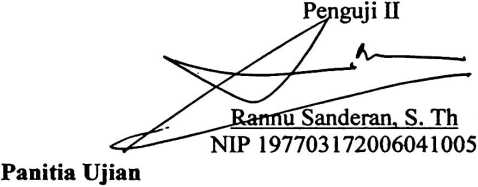 Penguji II
Rannu Sanderan, S. Th
NIP 197703172006041005
Panitia Ujian